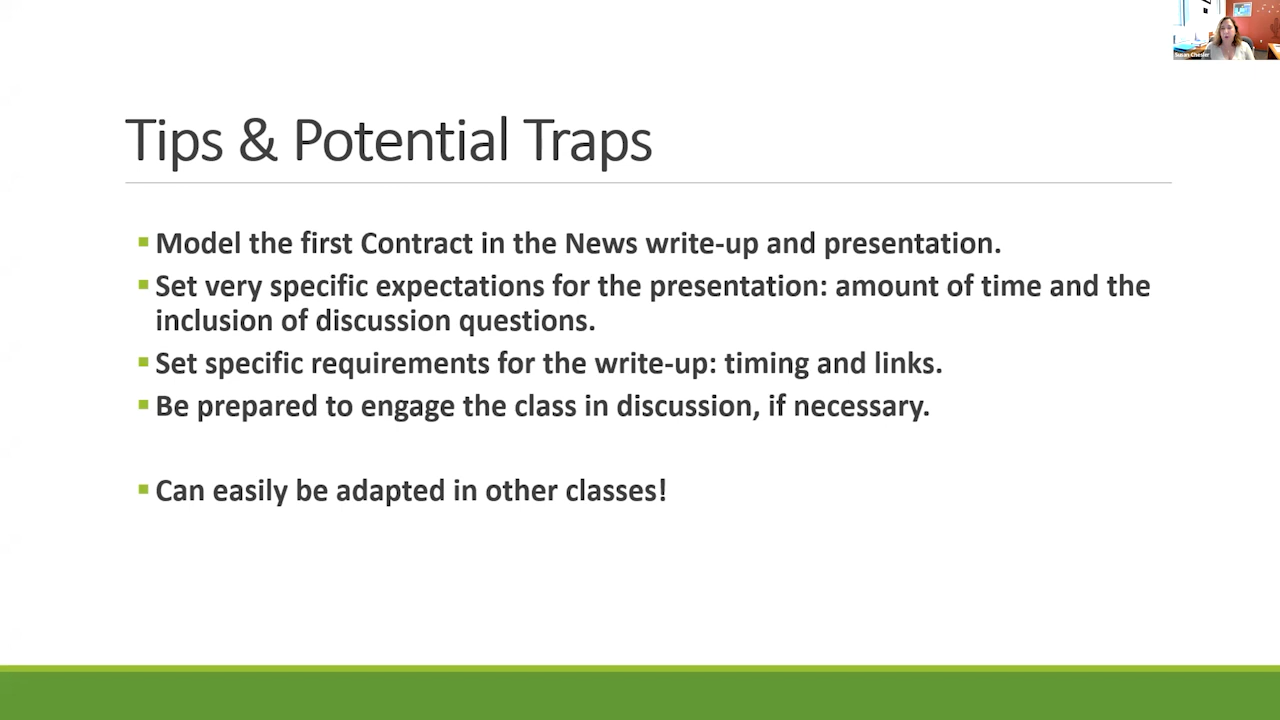 Susan Chesler
Tips & Potential Traps
Model the first Contract in the News write-up and presentation.
Set very specific expectations for the presentation: amount of time and the
inclusion of discussion questions.
Set specific requirements for the write-up: timing and links.
Be prepared to engage the class in discussion, if necessary.
Can easily be adapted in other classes!